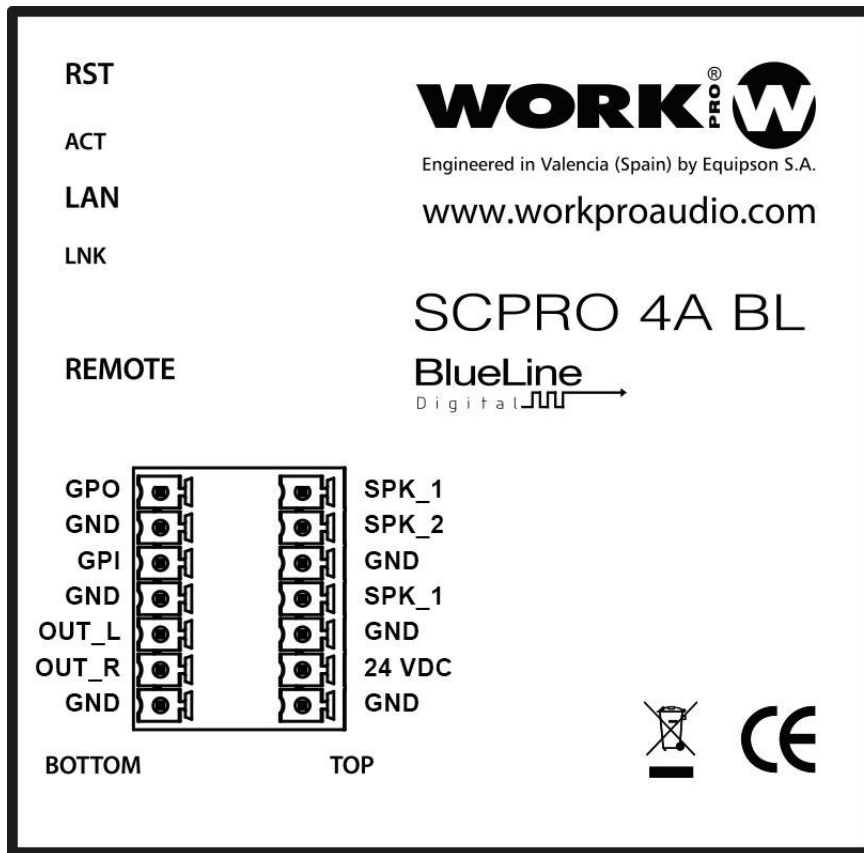 RST
ACT
LAN
LNK
REMOTE
WORK PRO® W
Engineered in Valencia (Spain) by Equipson S.A.
www.workproaudio.com
SCPRO 4A BL
BlueLine
Digital
GPO
GND
GPI
GND
OUT_L
OUT_R
GND
BOTTOM
SPK_1
SPK_2
GND
SPK_1
GND
24 VDC
GND
TOP
CE